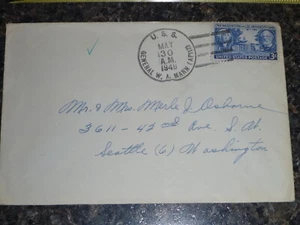 U.S.S.
GENERAL W. A. MANN (AP112)
MAY
30
A.M.
1946
UNITED STATES POSTAGE
3¢
Mr. & Mrs. Merle J. Osborne
3611-42nd Ave. S. W.
Seattle (6) Washington